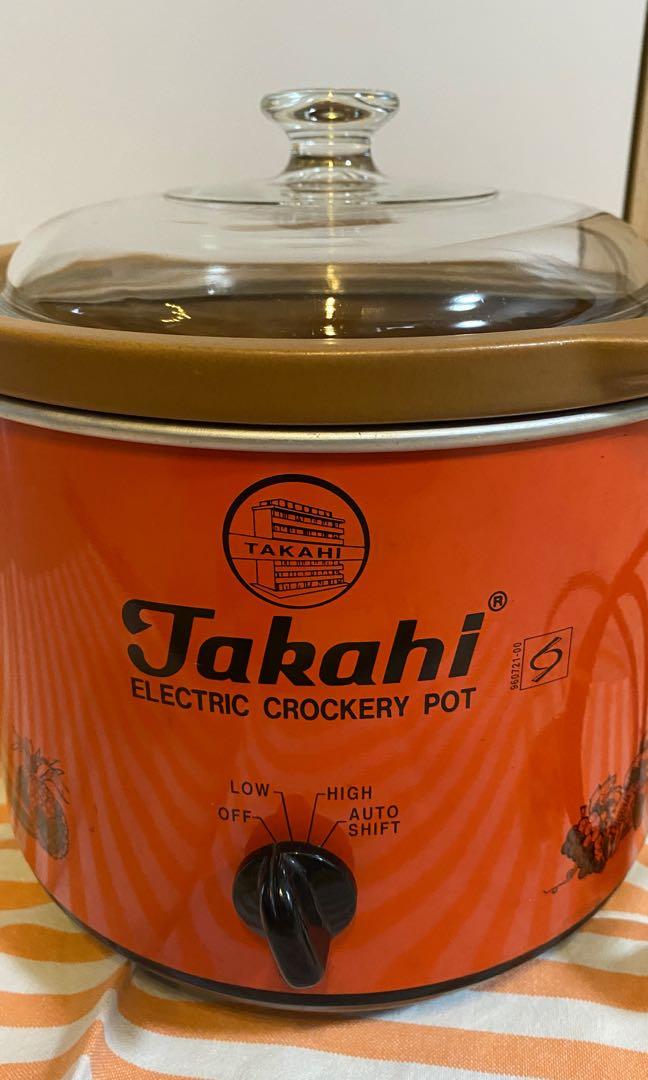 TAKAHI
Takahi®
ELECTRIC CROCKERY POT
960721-00
LOW
HIGH
OFF
AUTO
SHIFT